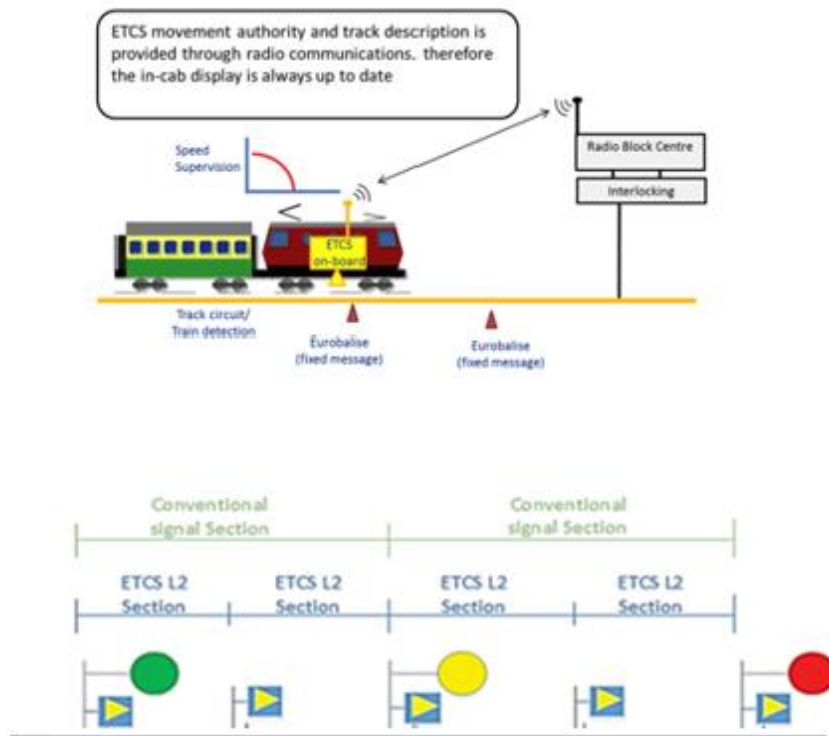 ETCS movement authority and track description is
provided through radio communications. therefore
the in-cab display is always up to date
Speed
Supervision
Radio Block Centre
Interlocking
ETCS
on-board
Track circuit/
Train detection
Eurobalise
(fixed message)
Eurobalise
(fixed message)
Conventional
signal Section
Conventional
signal Section
ETCS L2
Section
ETCS L2
Section
ETCS L2
Section
ETCS L2
Section